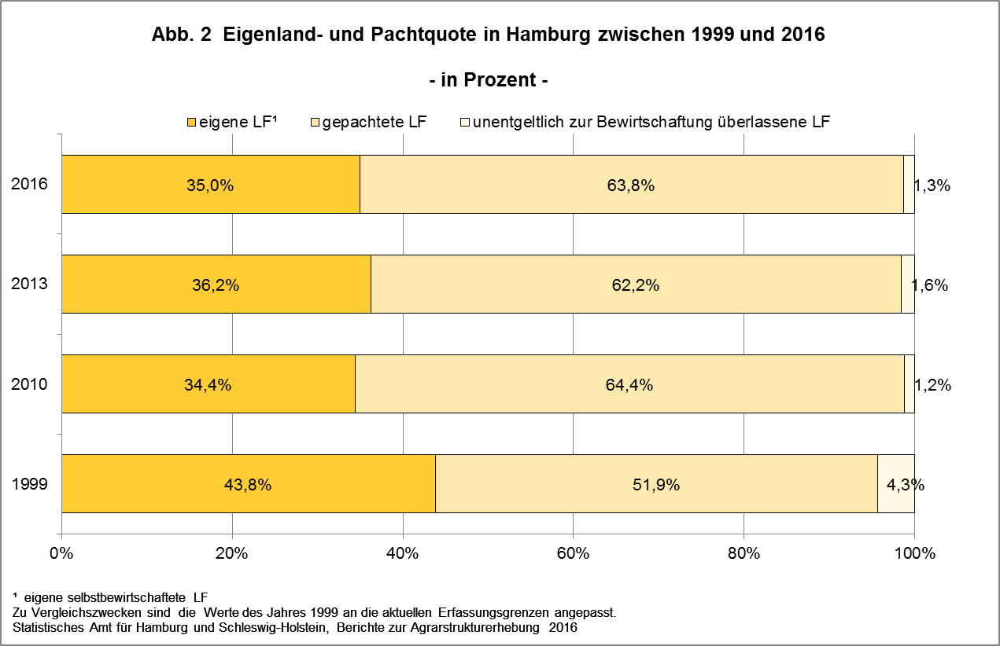 Abb. 2 Eigenland- und Pachtquote in Hamburg zwischen 1999 und 2016
- in Prozent -
eigene LF¹ gepachtete LF unentgeltlich zur Bewirtschaftung überlassene LF
2016 35,0% 63,8% 1,3%
2013 36,2% 62,2% 1,6%
2010 34,4% 64,4% 1,2%
1999 43,8% 51,9% 4,3%
0% 20% 40% 60% 80% 100%
¹ eigene selbstbewirtschaftete LF
Zu Vergleichszwecken sind die Werte des Jahres 1999 an die aktuellen Erfassungsgrenzen angepasst.
Statistisches Amt für Hamburg und Schleswig-Holstein, Berichte zur Agrarstrukturerhebung 2016